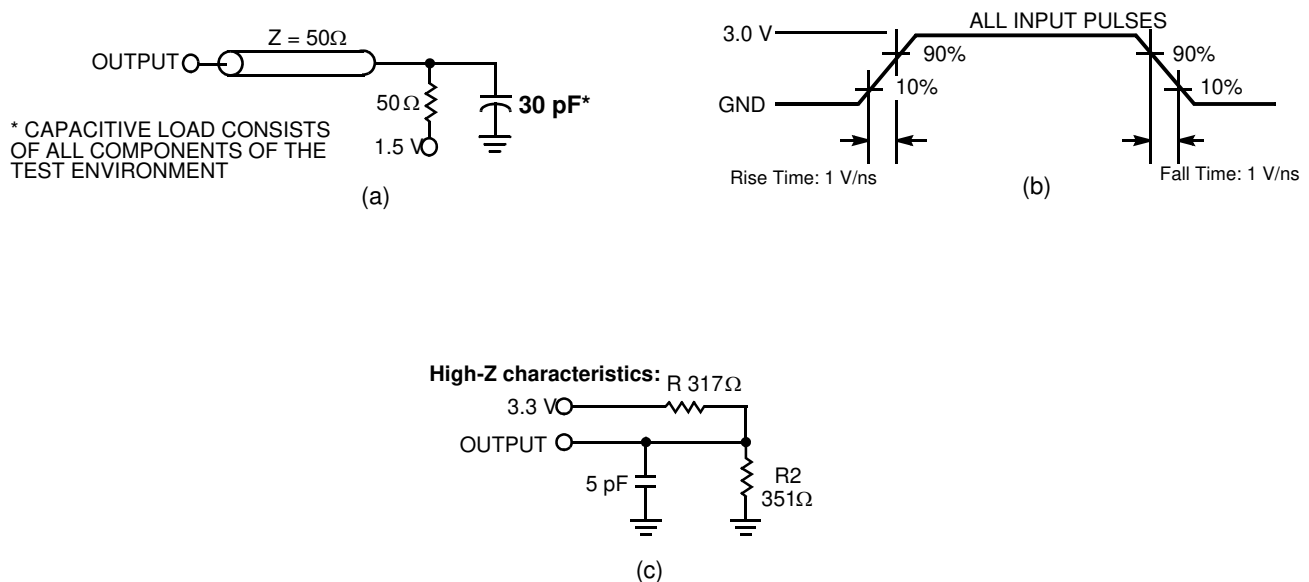 Z = 50Ω
OUTPUT
50Ω
30 pF*
1.5 V
* CAPACITIVE LOAD CONSISTS
OF ALL COMPONENTS OF THE
TEST ENVIRONMENT
(a)
ALL INPUT PULSES
3.0 V
90%
10%
GND
90%
10%
Rise Time: 1 V/ns
Fall Time: 1 V/ns
(b)
High-Z characteristics:
R 317Ω
3.3 V
OUTPUT
5 pF
R2
351Ω
(c)